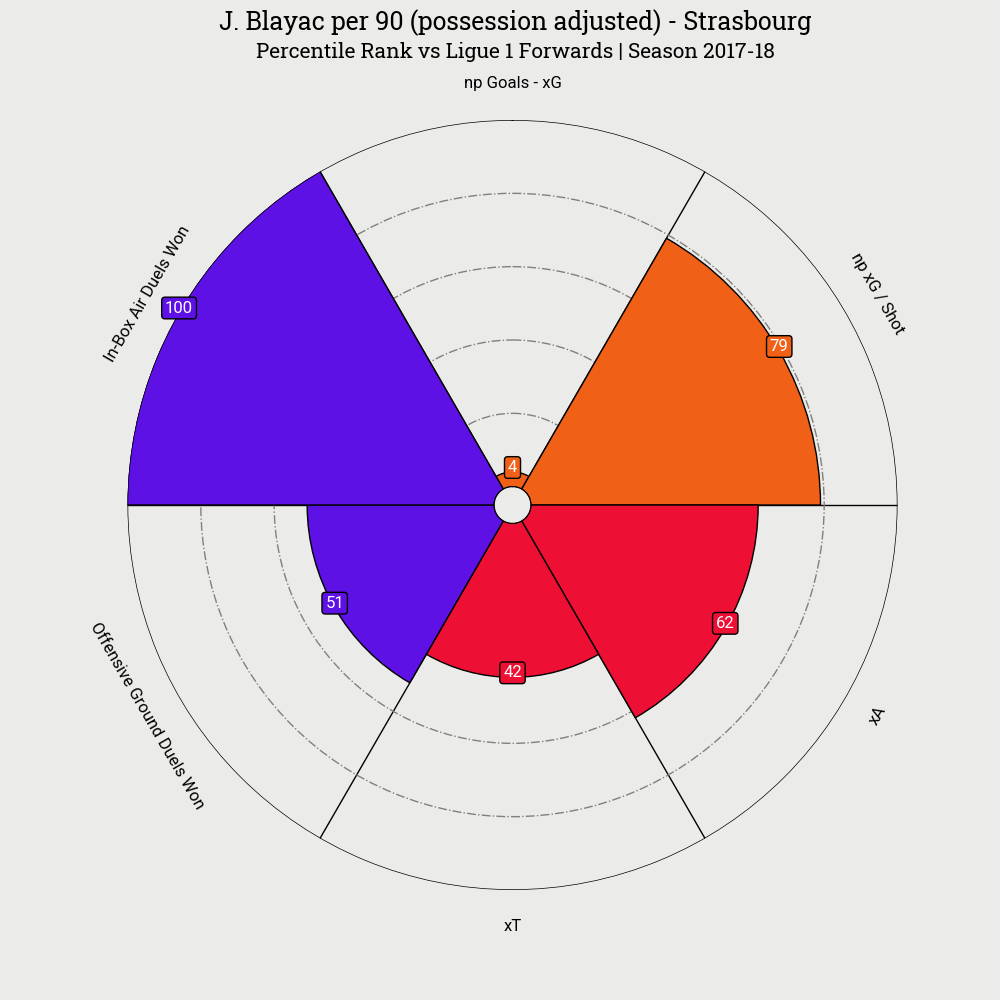 J. Blayac per 90 (possession adjusted) - Strasbourg
Percentile Rank vs Ligue 1 Forwards | Season 2017-18
np Goals - xG
In-Box Air Duels Won
np xG / Shot
100
79
4
51
62
42
Offensive Ground Duels Won
xA
xT